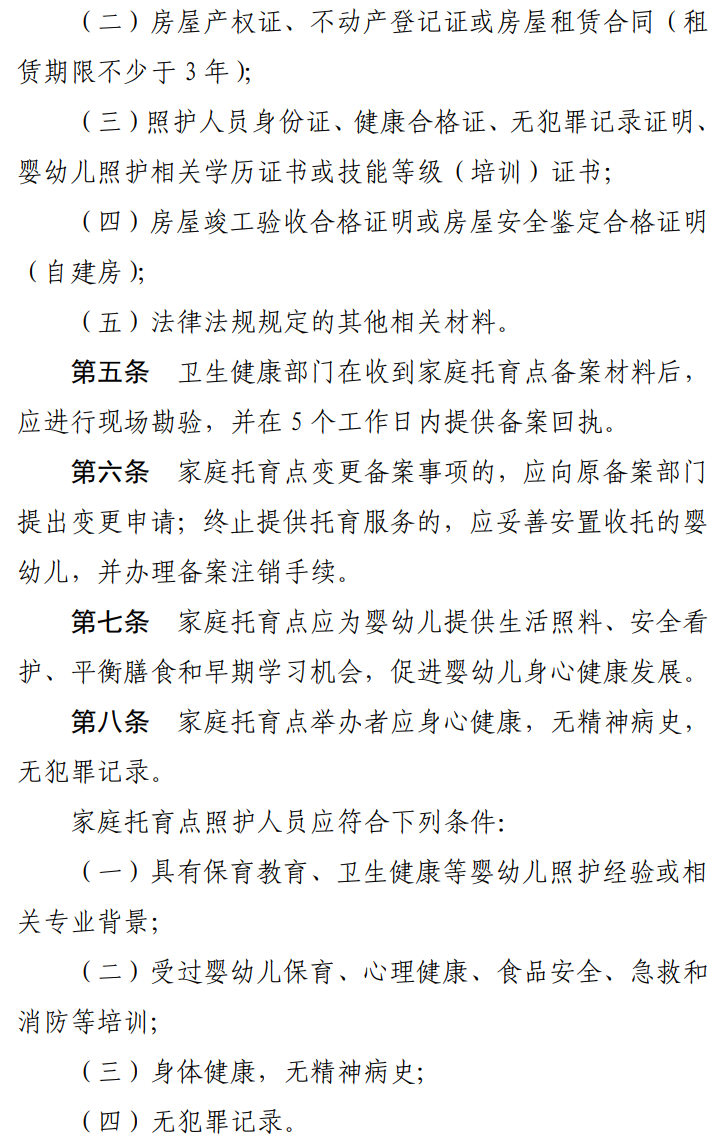 （二）房屋产权证、不动产登记证或房屋租赁合同（租
赁期限不少于 3 年）；
（三）照护人员身份证、健康合格证、无犯罪记录证明、
婴幼儿照护相关学历证书或技能等级（培训）证书；
（四）房屋竣工验收合格证明或房屋安全鉴定合格证明
（自建房）；
（五）法律法规规定的其他相关材料。
第五条　卫生健康部门在收到家庭托育点备案材料后，
应进行现场勘验，并在 5 个工作日内提供备案回执。
第六条　家庭托育点变更备案事项的，应向原备案部门
提出变更申请；终止提供托育服务的，应妥善安置收托的婴
幼儿，并办理备案注销手续。
第七条　家庭托育点应为婴幼儿提供生活照料、安全看
护、平衡膳食和早期学习机会，促进婴幼儿身心健康发展。
第八条　家庭托育点举办者应身心健康，无精神病史，
无犯罪记录。
家庭托育点照护人员应符合下列条件：
（一）具有保育教育、卫生健康等婴幼儿照护经验或相
关专业背景；
（二）受过婴幼儿保育、心理健康、食品安全、急救和
消防等培训；
（三）身体健康，无精神病史；
（四）无犯罪记录。